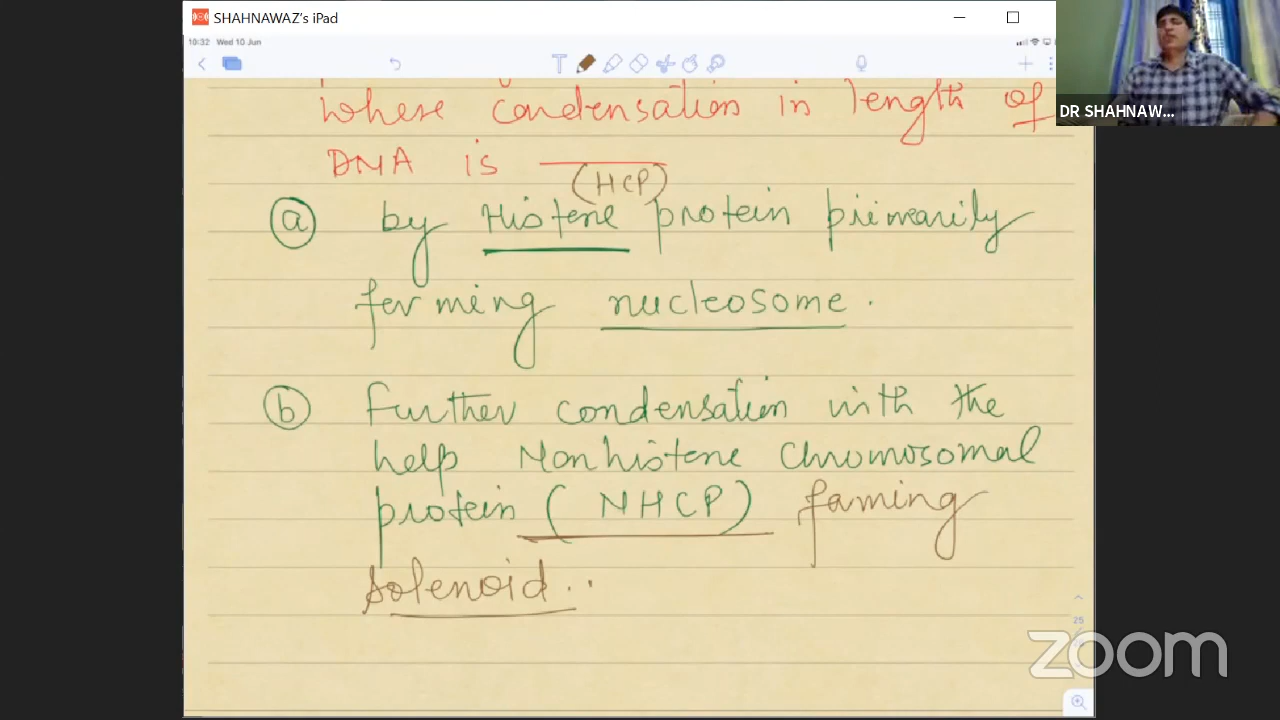 SHAHNAWAZ's iPad
10:32 Wed 10 Jun
DR SHAHNAW...
where condensation in length of
DNA is
(HCP)
(a) by Histone protein primarily
forming nucleosome.
(b) Further condensation with the
help Nonhistone Chromosomal
protein (NHCP) forming
solenoid..
25
zoom